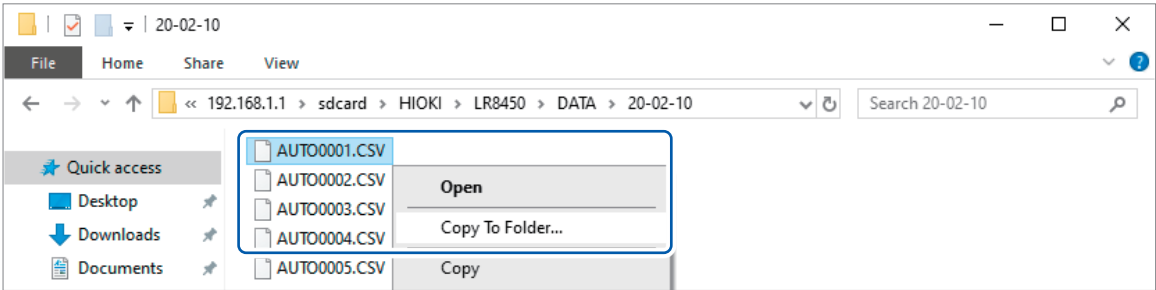 20-02-10
File Home Share View
« 192.168.1.1 > sdcard > HIOKI > LR8450 > DATA > 20-02-10 Search 20-02-10
Quick access
Desktop
Downloads
Documents
AUTO0001.CSV
AUTO0002.CSV
AUTO0003.CSV
AUTO0004.CSV
AUTO0005.CSV
Open
Copy To Folder...
Copy